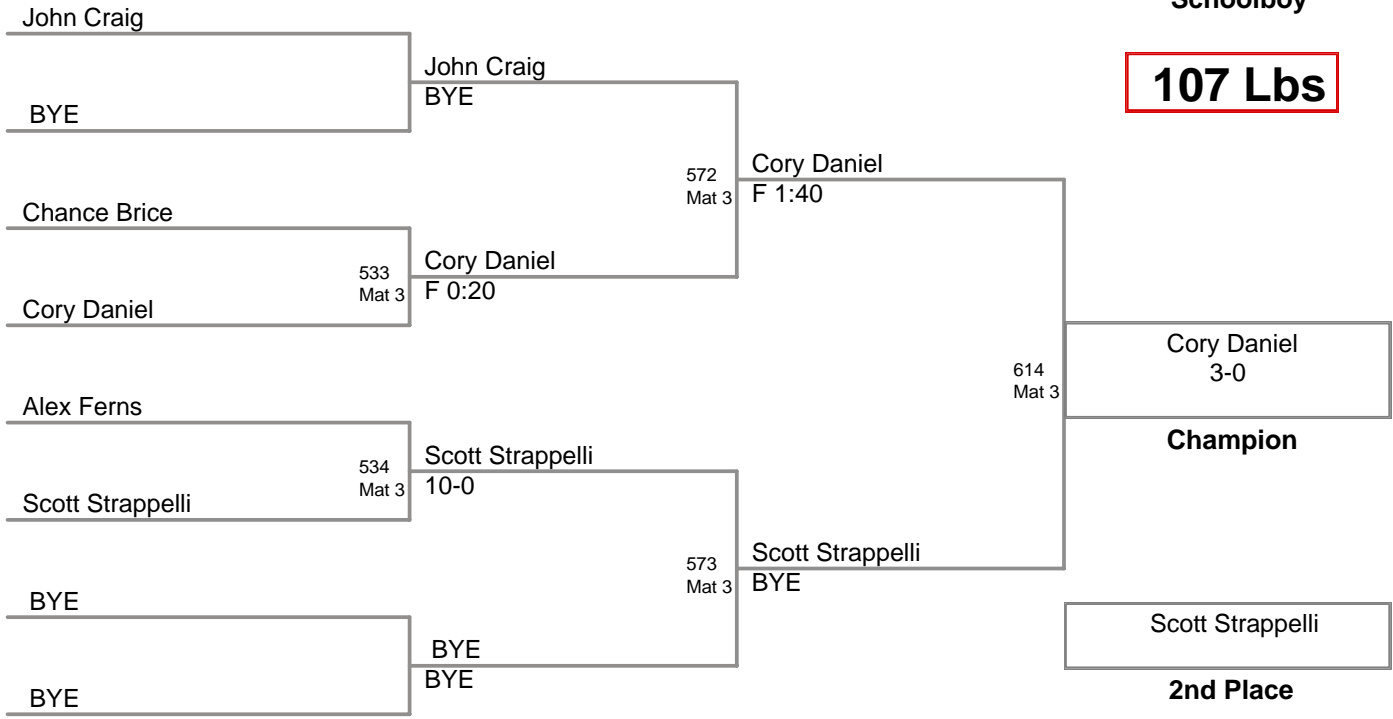 Schoolboy
107 Lbs
John Craig
BYE
Chance Brice
Cory Daniel
Alex Ferns
Scott Strappelli
BYE
BYE
John Craig
BYE
533
Mat 3
Cory Daniel
F 0:20
534
Mat 3
Scott Strappelli
10-0
BYE
BYE
572
Mat 3
Cory Daniel
F 1:40
573
Mat 3
Scott Strappelli
BYE
614
Mat 3
Cory Daniel
3-0
Champion
Scott Strappelli
2nd Place